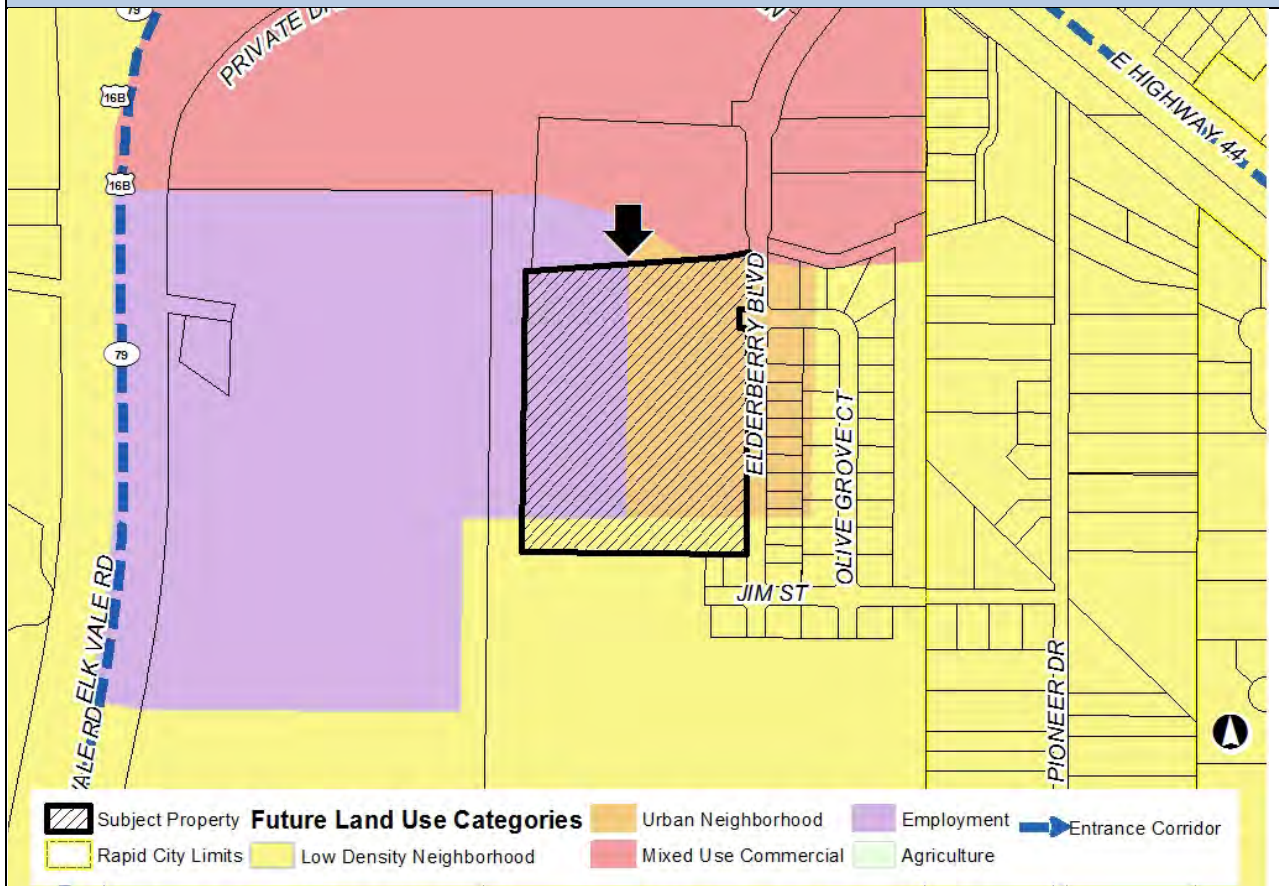 79
PRIVATE
E HIGHWAY 44
16B
16B
79
ELDERBERRY BLVD
OLIVE GROVE CT
JIM ST
PIONEER DR
ELK VALE RD
VALE RD
Subject Property
Future Land Use Categories
Urban Neighborhood
Employment
Entrance Corridor
Rapid City Limits
Low Density Neighborhood
Mixed Use Commercial
Agriculture